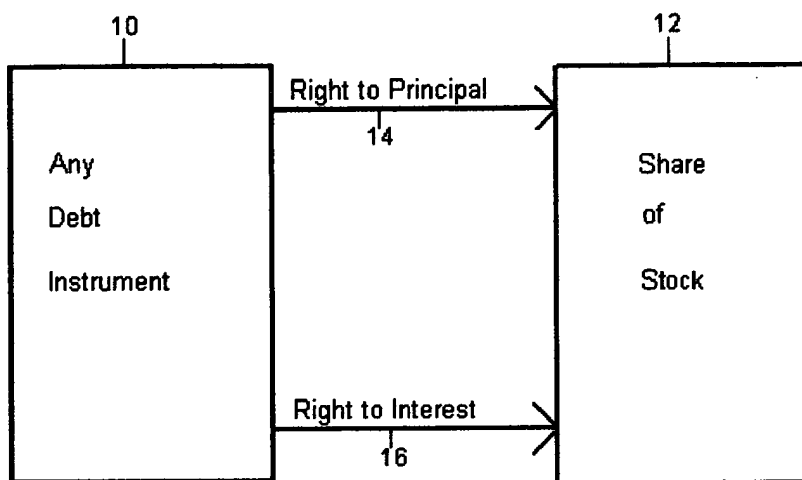 10
12
Right to Principal
14
Any
Debt
Instrument
Share
of
Stock
Right to Interest
16